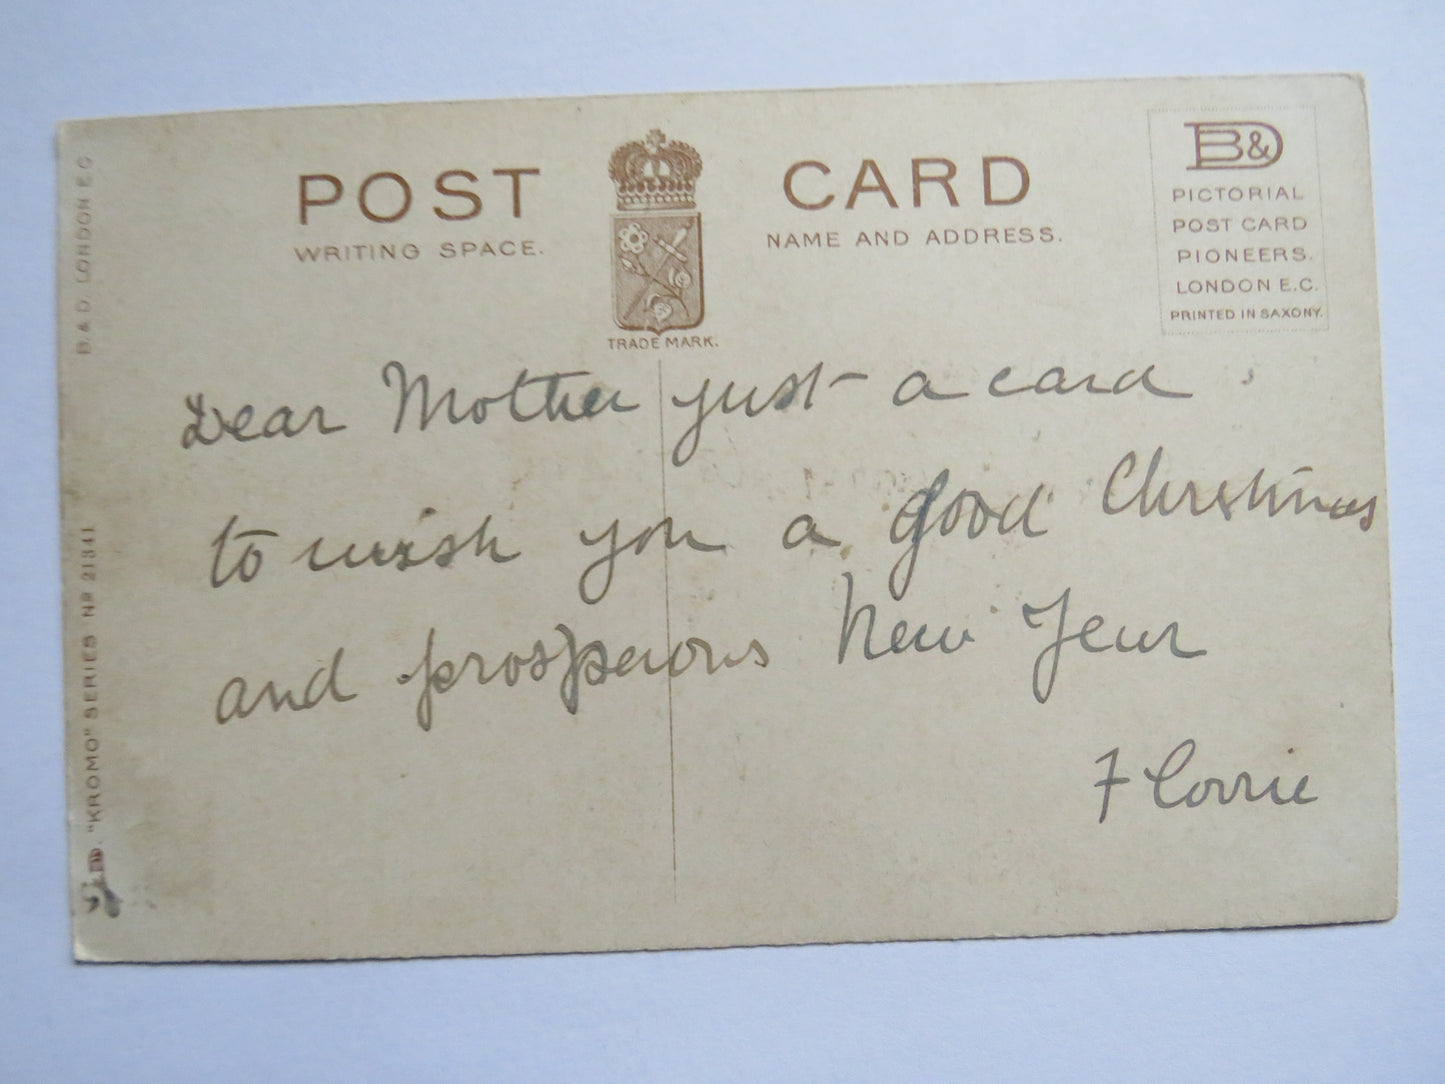 POST CARD
WRITING SPACE.
NAME AND ADDRESS.
TRADE MARK.
B&D
PICTORIAL
POST CARD
PIONEERS.
LONDON E.C.
PRINTED IN SAXONY.
B. & D. LONDON E.C
"KROMO" SERIES No 21341
Dear Mother just a card
to wish you a good Christmas
and prosperous New Year
Florrie